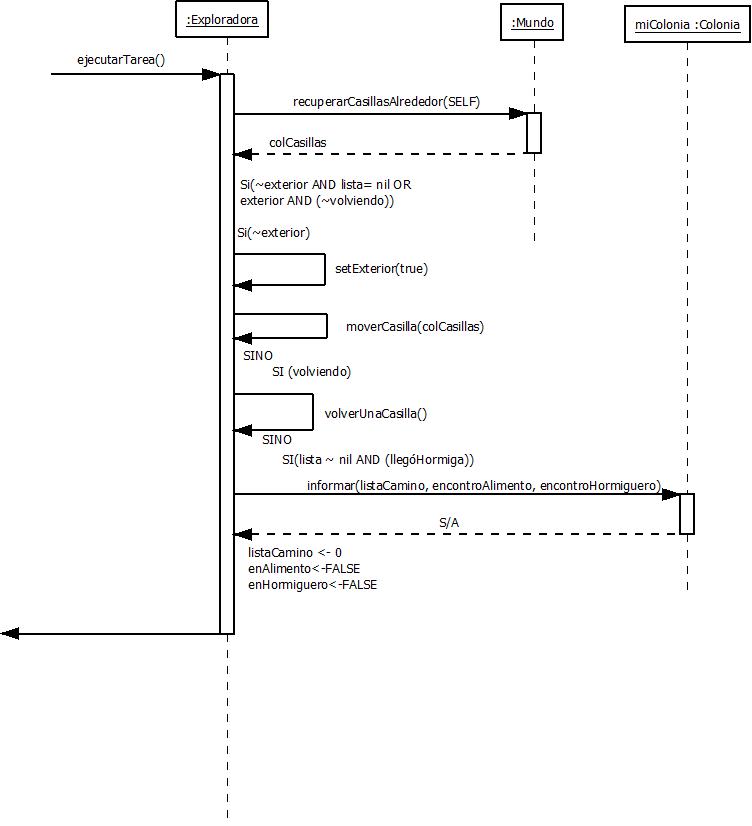 :Exploradora
:Mundo
miColonia :Colonia
ejecutarTarea()
recuperarCasillasAlrededor(SELF)
colCasillas
Si(~exterior AND lista= nil OR
exterior AND (~volviendo))
Si(~exterior)
setExterior(true)
moverCasilla(colCasillas)
SINO
SI (volviendo)
volverUnaCasilla()
SINO
SI(lista ~ nil AND (llegóHormiga))
informar(listaCamino, encontroAlimento, encontroHormiguero)
S/A
listaCamino <- 0
enAlimento<-FALSE
enHormiguero<-FALSE